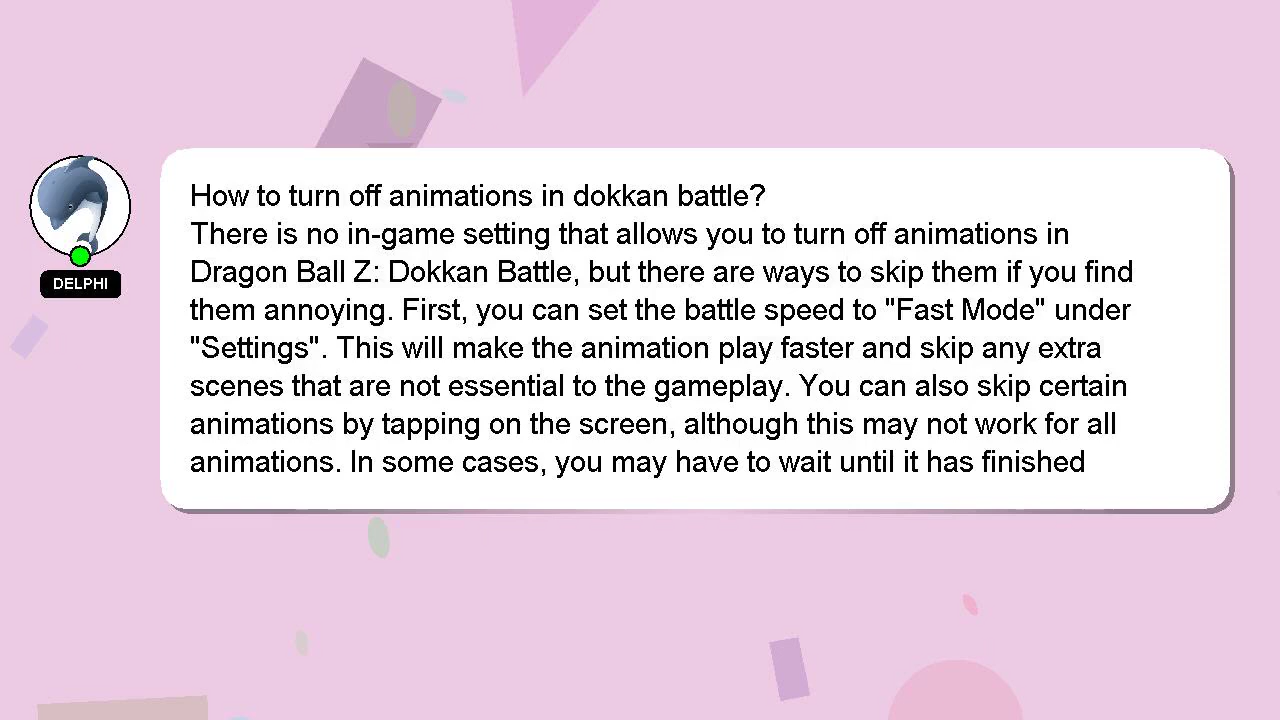 How to turn off animations in dokkan battle?
There is no in-game setting that allows you to turn off animations in
Dragon Ball Z: Dokkan Battle, but there are ways to skip them if you find
them annoying. First, you can set the battle speed to "Fast Mode" under
"Settings". This will make the animation play faster and skip any extra
scenes that are not essential to the gameplay. You can also skip certain
animations by tapping on the screen, although this may not work for all
animations. In some cases, you may have to wait until it has finished
DELPHI